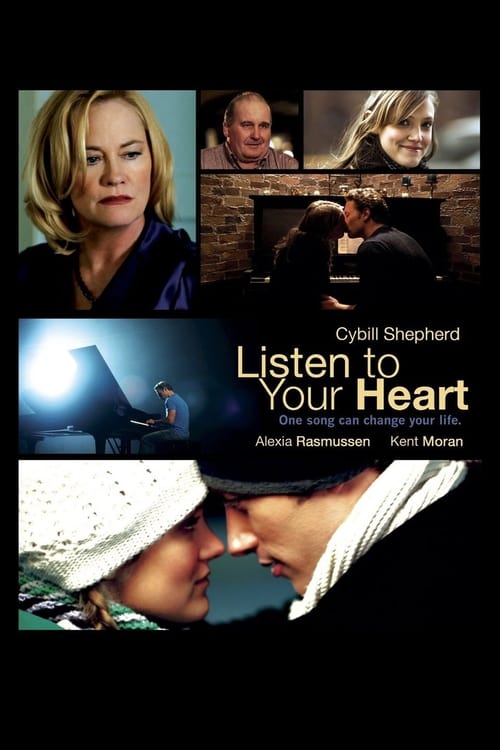 Cybill Shepherd
Listen to
Your Heart
One song can change your life.
Alexia Rasmussen Kent Moran